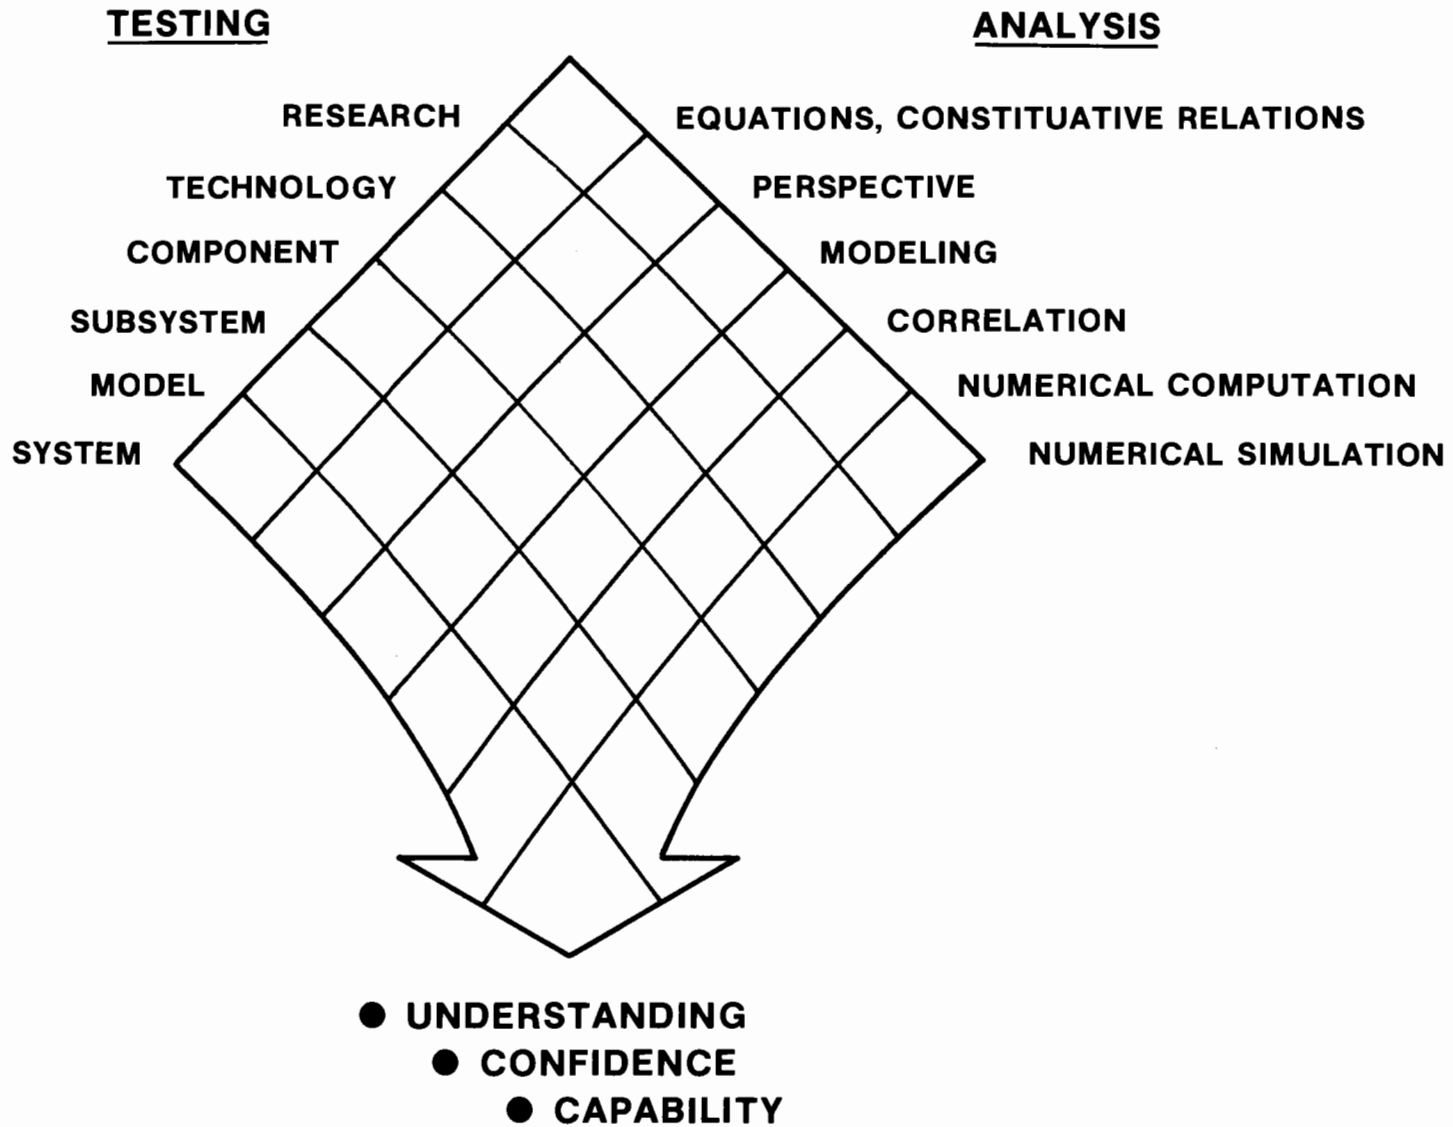 TESTING
ANALYSIS
RESEARCH
EQUATIONS, CONSTITUATIVE RELATIONS
TECHNOLOGY
PERSPECTIVE
COMPONENT
MODELING
SUBSYSTEM
CORRELATION
MODEL
NUMERICAL COMPUTATION
SYSTEM
NUMERICAL SIMULATION
● UNDERSTANDING
● CONFIDENCE
● CAPABILITY